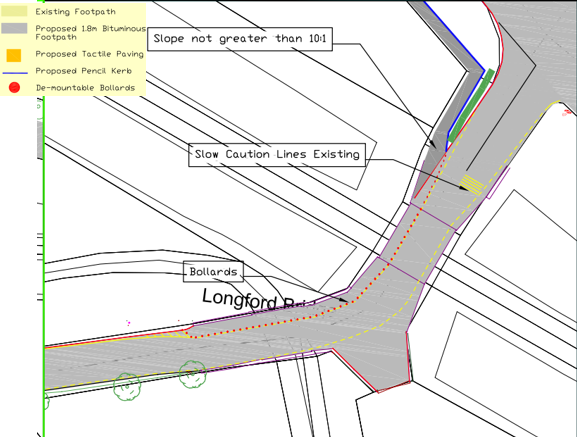 Existing Footpath
Proposed 1.8m Bituminous
Footpath
Proposed Tactile Paving
Proposed Pencil Kerb
De-mountable Bollards
Slope not greater than 10:1
Slow Caution Lines Existing
Bollards
Longford